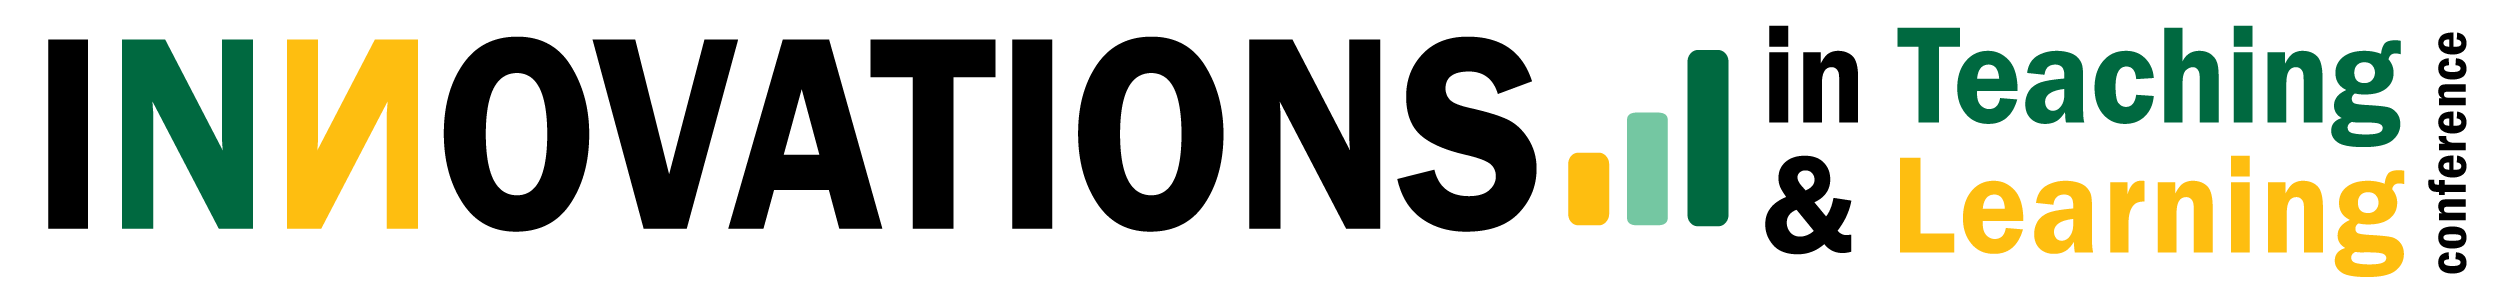 INNOVATIONS
in Teaching
& Learning
conference